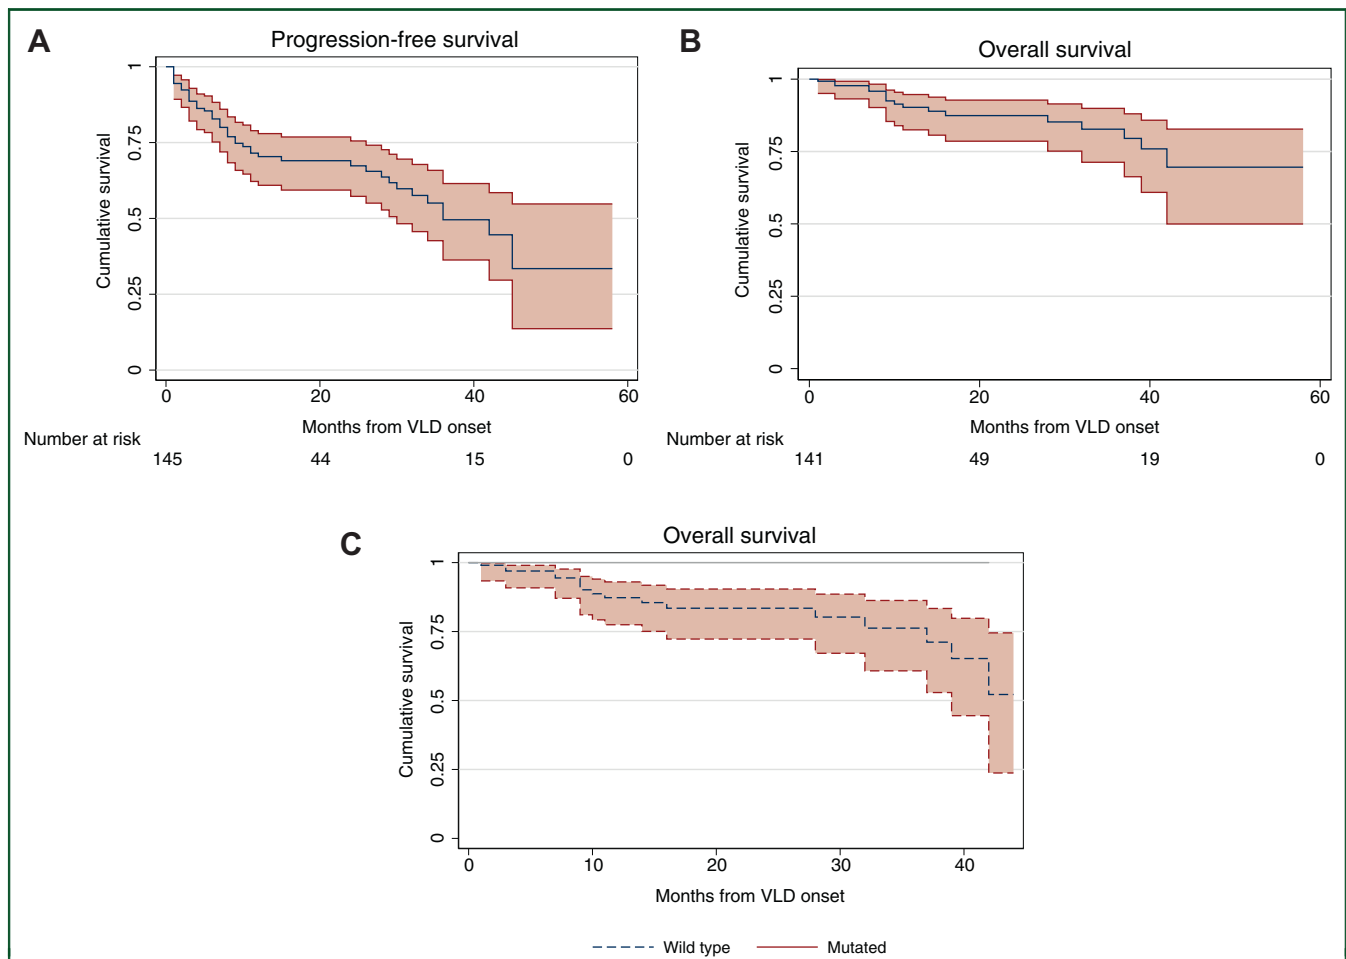 A
Progression-free survival
Cumulative survival
1
0.75
0.5
0.25
0
0 20 40 60
Months from VLD onset
Number at risk
145 44 15 0
B
Overall survival
Cumulative survival
1
0.75
0.5
0.25
0
0 20 40 60
Months from VLD onset
Number at risk
141 49 19 0
C
Overall survival
Cumulative survival
1
0.75
0.5
0.25
0
0 10 20 30 40
Months from VLD onset
Wild type Mutated